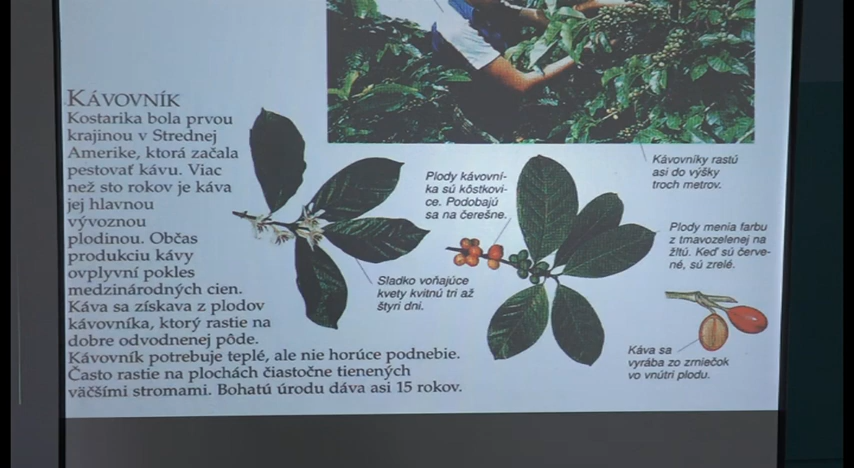 KÁVOVNÍK
Kostarika bola prvou
krajinou v Strednej
Amerike, ktorá začala
pestovať kávu. Viac
než sto rokov je káva
jej hlavnou
vývoznou
plodinou. Občas
produkciu kávy
ovplyvní pokles
medzinárodných cien.
Káva sa získava z plodov
kávovníka, ktorý rastie na
dobre odvodnenej pôde.
Kávovník potrebuje teplé, ale nie horúce podnebie.
Často rastie na plochách čiastočne tienených
väčšími stromami. Bohatú úrodu dáva asi 15 rokov.
Sladko voňajúce
kvety kvitnú tri až
štyri dni.
Plody kávovní-
ka sú kôstkovi-
ce. Podobajú
sa na čerešne.
Kávovníky rastú
asi do výšky
troch metrov.
Plody menia farbu
z tmavozelenej na
žltú. Keď sú červe-
né, sú zrelé.
Káva sa
vyrába zo zrniečok
vo vnútri plodu.